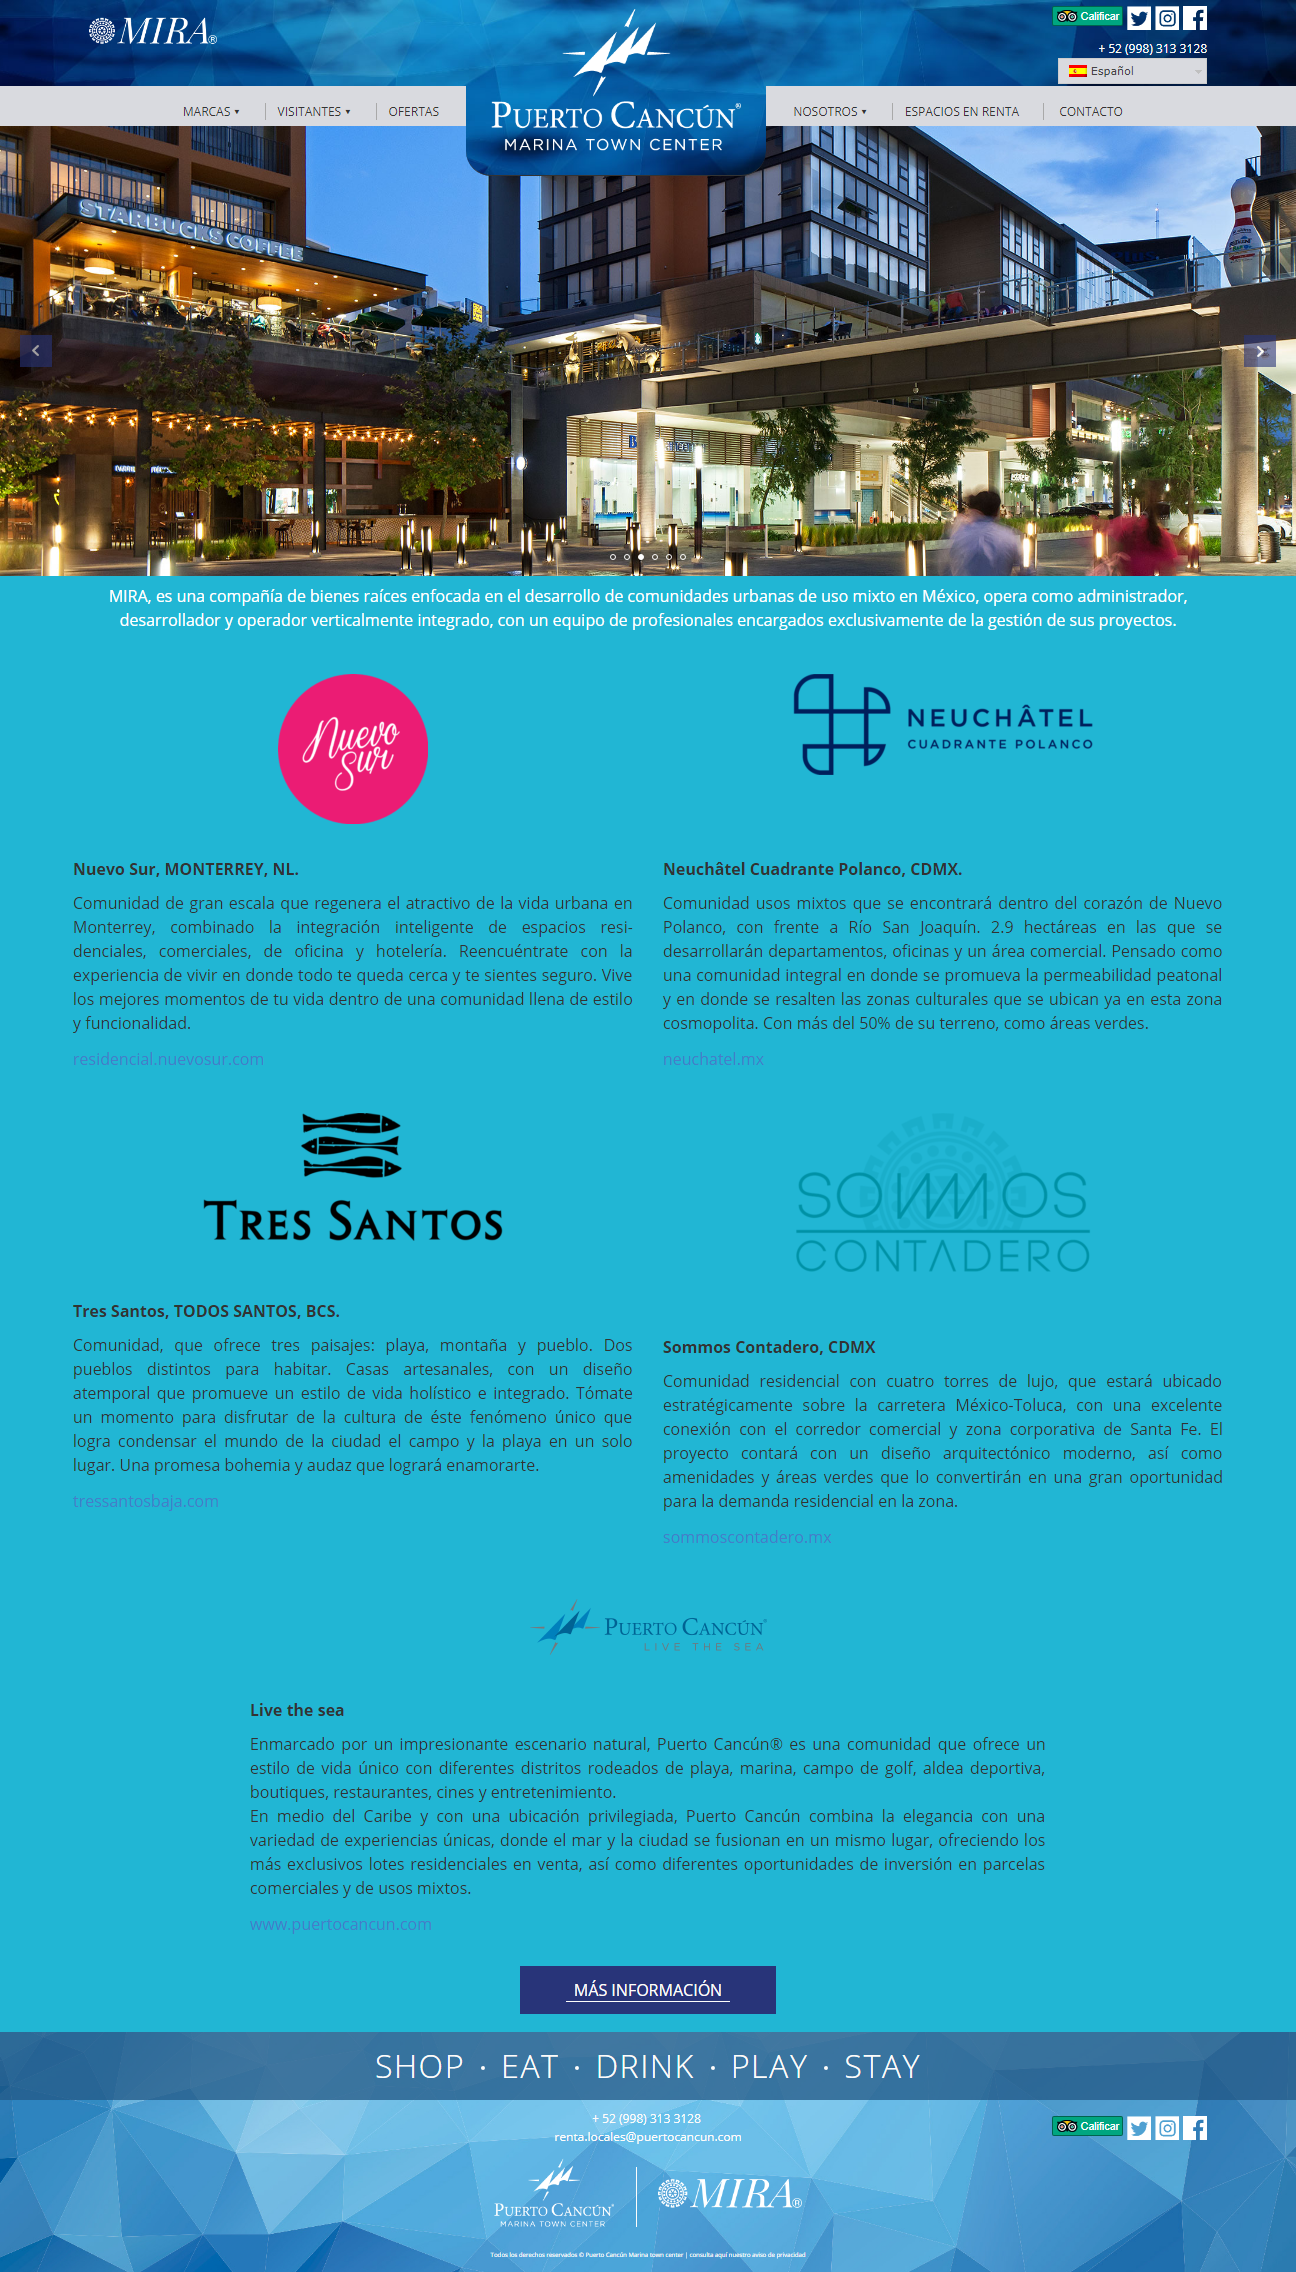 MIRA®
Calificar
+ 52 (998) 313 3128
Español
MARCAS ▾
VISITANTES ▾
OFERTAS
PUERTO CANCÚN®
MARINA TOWN CENTER
NOSOTROS ▾
ESPACIOS EN RENTA
CONTACTO
STARBUCKS COFFEE
MIRA, es una compañía de bienes raíces enfocada en el desarrollo de comunidades urbanas de uso mixto en México, opera como administrador,
desarrollador y operador verticalmente integrado, con un equipo de profesionales encargados exclusivamente de la gestión de sus proyectos.
Nuevo
Sur
NEUCHÂTEL
CUADRANTE POLANCO
Nuevo Sur, MONTERREY, NL.
Comunidad de gran escala que regenera el atractivo de la vida urbana en
Monterrey, combinado la integración inteligente de espacios resi-
denciales, comerciales, de oficina y hotelería. Reencuéntrate con la
experiencia de vivir en donde todo te queda cerca y te sientes seguro. Vive
los mejores momentos de tu vida dentro de una comunidad llena de estilo
y funcionalidad.
residencial.nuevosur.com
Neuchâtel Cuadrante Polanco, CDMX.
Comunidad usos mixtos que se encontrará dentro del corazón de Nuevo
Polanco, con frente a Río San Joaquín. 2.9 hectáreas en las que se
desarrollarán departamentos, oficinas y un área comercial. Pensado como
una comunidad integral en donde se promueva la permeabilidad peatonal
y en donde se resalten las zonas culturales que se ubican ya en esta zona
cosmopolita. Con más del 50% de su terreno, como áreas verdes.
neuchatel.mx
TRES SANTOS
SOMMOS
CONTADERO
Tres Santos, TODOS SANTOS, BCS.
Comunidad, que ofrece tres paisajes: playa, montaña y pueblo. Dos
pueblos distintos para habitar. Casas artesanales, con un diseño
atemporal que promueve un estilo de vida holístico e integrado. Tómate
un momento para disfrutar de la cultura de éste fenómeno único que
logra condensar el mundo de la ciudad el campo y la playa en un solo
lugar. Una promesa bohemia y audaz que logrará enamorarte.
tressantosbaja.com
Sommos Contadero, CDMX
Comunidad residencial con cuatro torres de lujo, que estará ubicado
estratégicamente sobre la carretera México-Toluca, con una excelente
conexión con el corredor comercial y zona corporativa de Santa Fe. El
proyecto contará con un diseño arquitectónico moderno, así como
amenidades y áreas verdes que lo convertirán en una gran oportunidad
para la demanda residencial en la zona.
sommoscontadero.mx
PUERTO CANCÚN®
LIVE THE SEA
Live the sea
Enmarcado por un impresionante escenario natural, Puerto Cancún® es una comunidad que ofrece un
estilo de vida único con diferentes distritos rodeados de playa, marina, campo de golf, aldea deportiva,
boutiques, restaurantes, cines y entretenimiento.
En medio del Caribe y con una ubicación privilegiada, Puerto Cancún combina la elegancia con una
variedad de experiencias únicas, donde el mar y la ciudad se fusionan en un mismo lugar, ofreciendo los
más exclusivos lotes residenciales en venta, así como diferentes oportunidades de inversión en parcelas
comerciales y de usos mixtos.
www.puertocancun.com
MÁS INFORMACIÓN
SHOP · EAT · DRINK · PLAY · STAY
+ 52 (998) 313 3128
renta.locales@puertocancun.com
Calificar
PUERTO CANCÚN®
MARINA TOWN CENTER
MIRA®
Todos los derechos reservados © Puerto Cancún Marina town center | consulta aquí nuestro aviso de privacidad